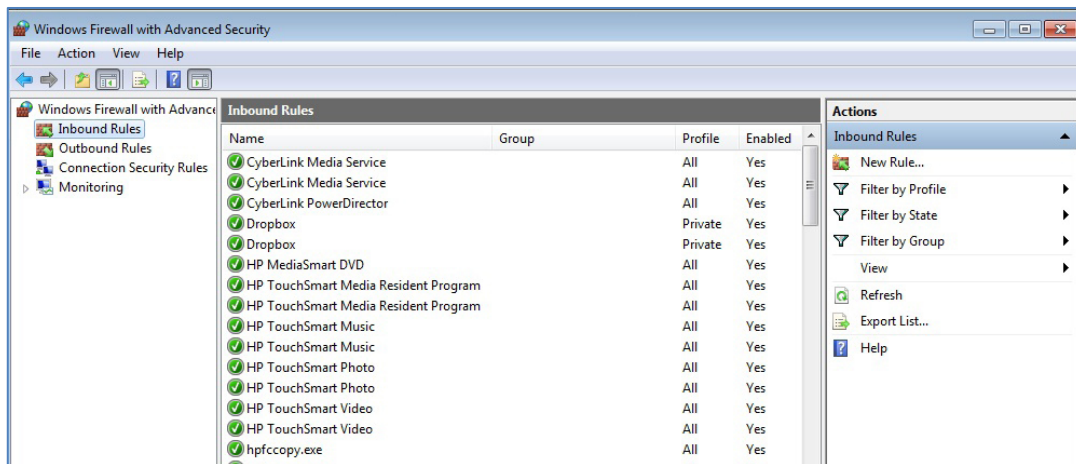 Windows Firewall with Advanced Security
File Action View Help
Windows Firewall with Advance
Inbound Rules
Outbound Rules
Connection Security Rules
Monitoring
Inbound Rules
Name Group Profile Enabled
CyberLink Media Service All Yes
CyberLink Media Service All Yes
CyberLink PowerDirector All Yes
Dropbox Private Yes
Dropbox Private Yes
HP MediaSmart DVD All Yes
HP TouchSmart Media Resident Program All Yes
HP TouchSmart Media Resident Program All Yes
HP TouchSmart Music All Yes
HP TouchSmart Music All Yes
HP TouchSmart Photo All Yes
HP TouchSmart Photo All Yes
HP TouchSmart Video All Yes
HP TouchSmart Video All Yes
hpfccopy.exe All Yes
Actions
Inbound Rules
New Rule...
Filter by Profile
Filter by State
Filter by Group
View
Refresh
Export List...
Help